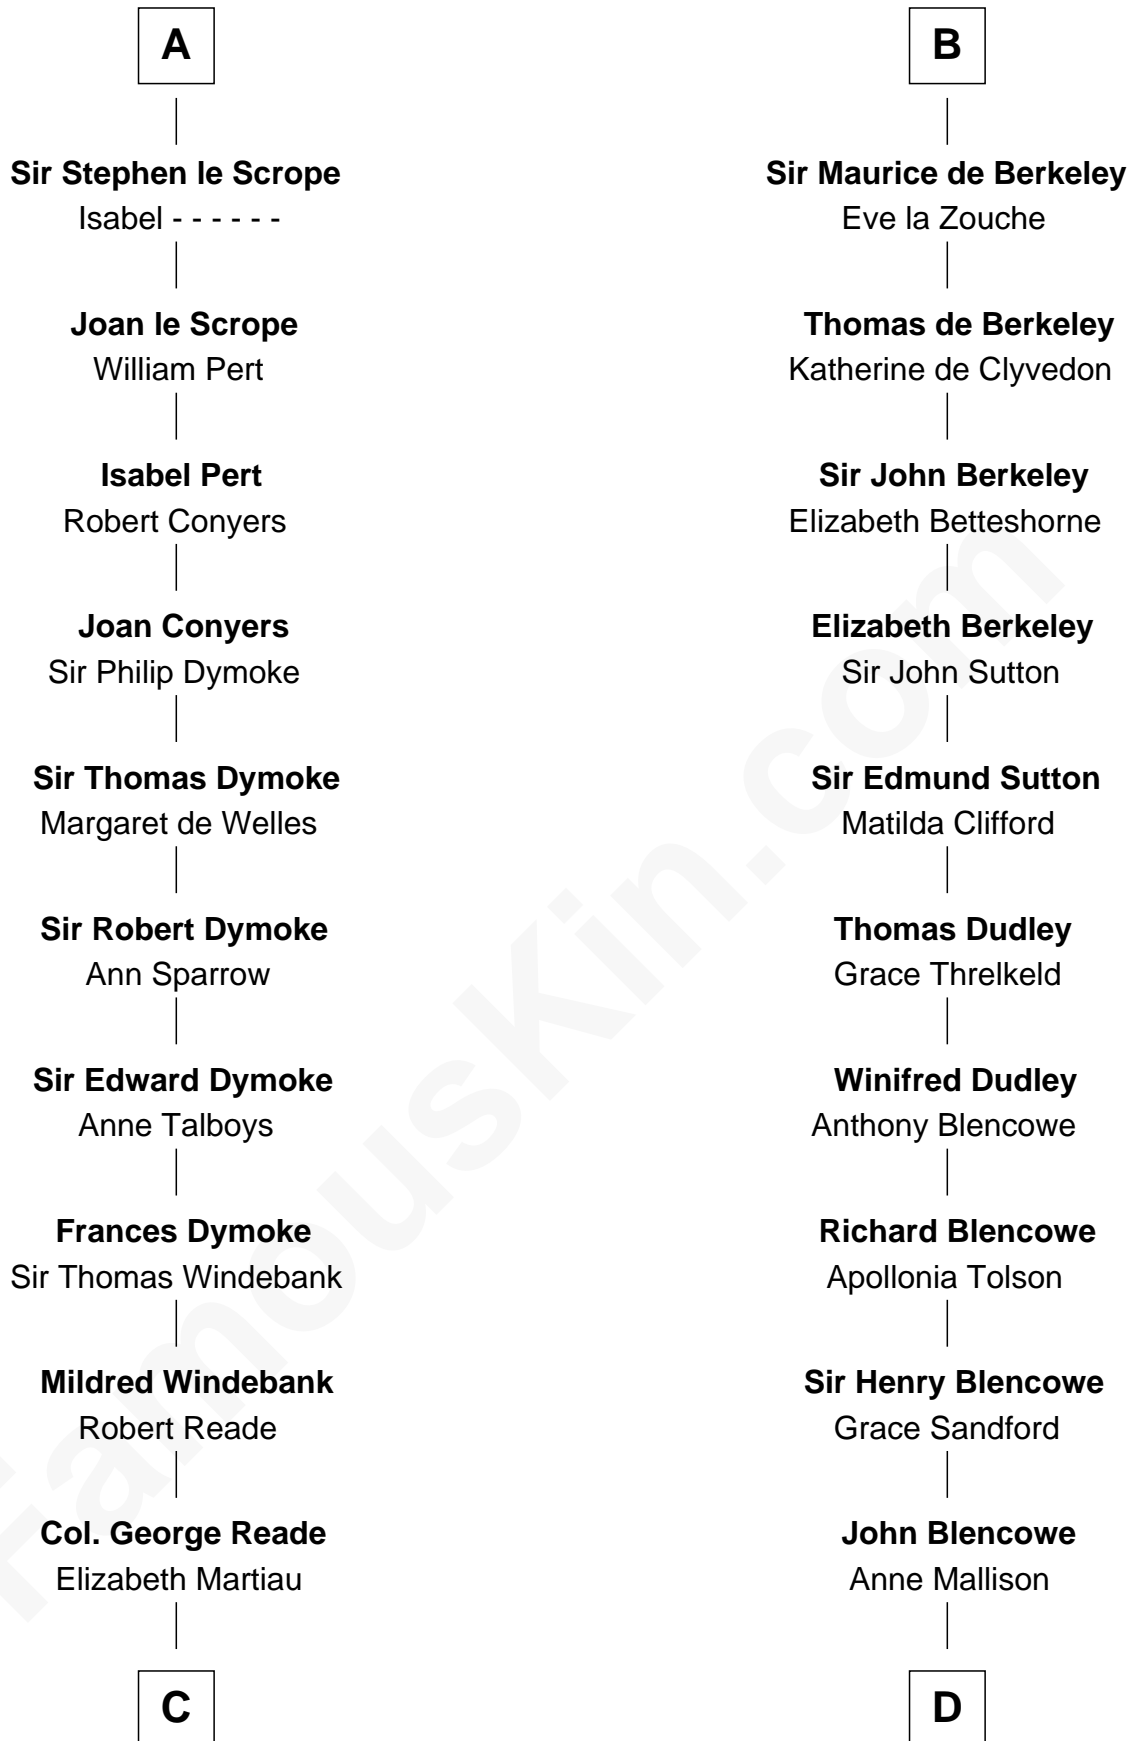 A
Sir Stephen le Scrope
Isabel - - - - - -
Joan le Scrope
William Pert
Isabel Pert
Robert Conyers
Joan Conyers
Sir Philip Dymoke
Sir Thomas Dymoke
Margaret de Welles
Sir Robert Dymoke
Ann Sparrow
Sir Edward Dymoke
Anne Talboys
Frances Dymoke
Sir Thomas Windebank
Mildred Windebank
Robert Reade
Col. George Reade
Elizabeth Martiau
C
B
Sir Maurice de Berkeley
Eve la Zouche
Thomas de Berkeley
Katherine de Clyvedon
Sir John Berkeley
Elizabeth Betteshorne
Elizabeth Berkeley
Sir John Sutton
Sir Edmund Sutton
Matilda Clifford
Thomas Dudley
Grace Threlkeld
Winifred Dudley
Anthony Blencowe
Richard Blencowe
Apollonia Tolson
Sir Henry Blencowe
Grace Sandford
John Blencowe
Anne Mallison
D
FamousKin.com